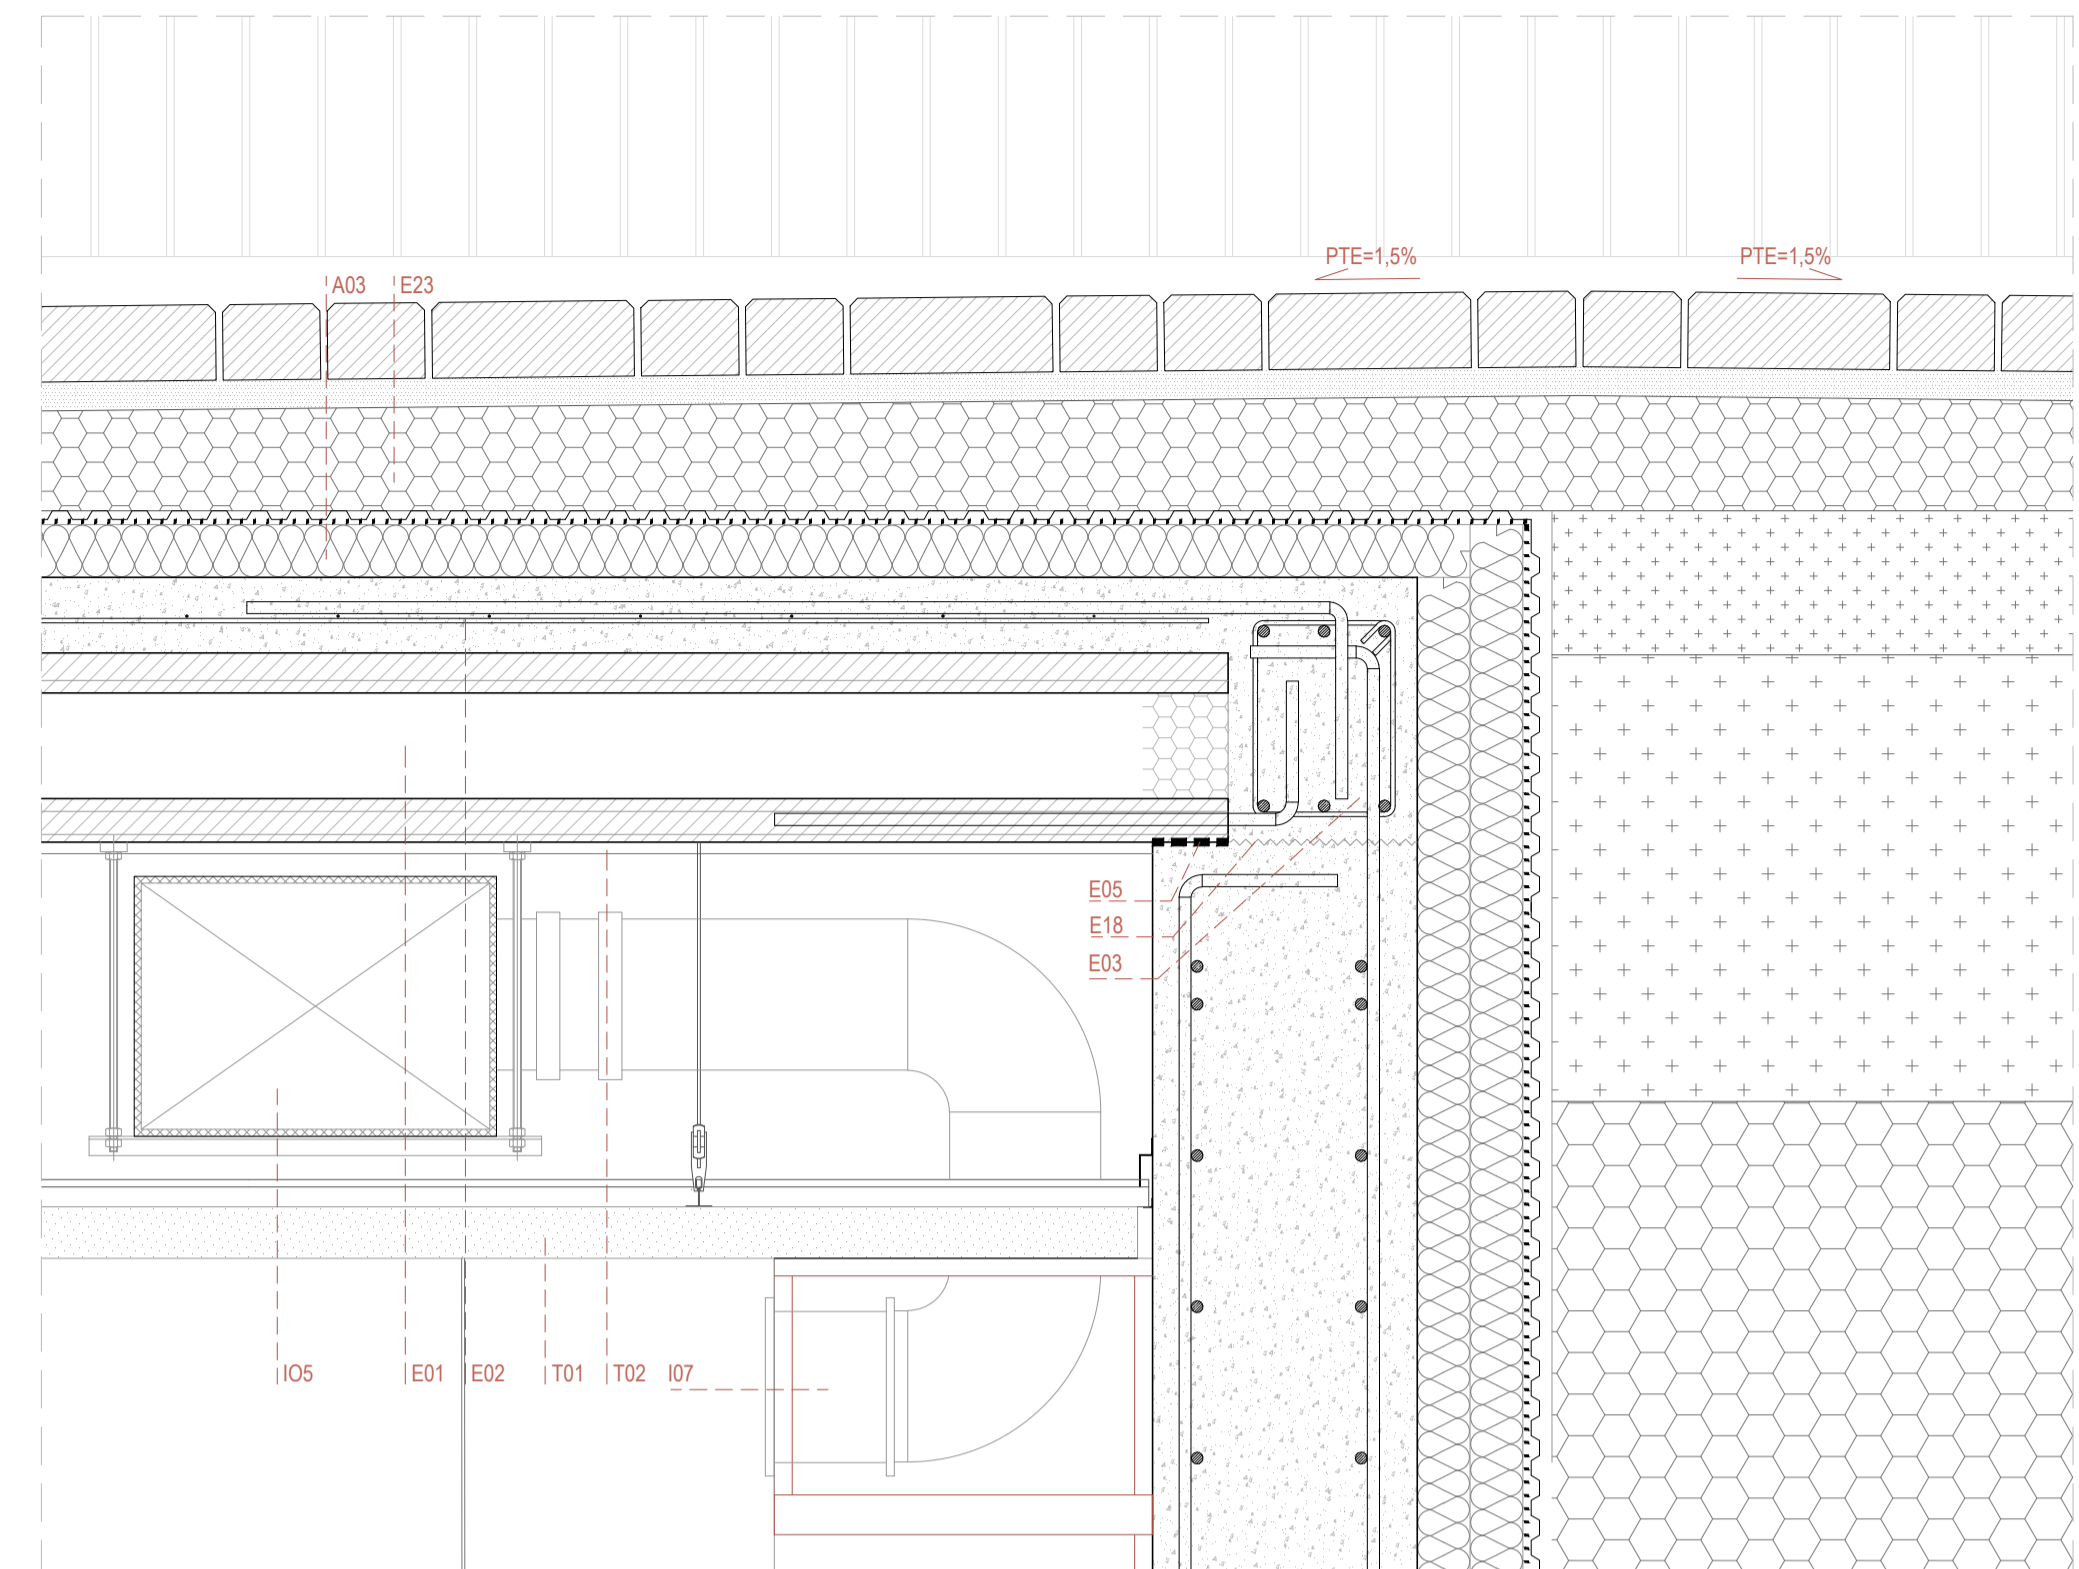 PTE=1,5% PTE=1,5%
A03 E23
E05
E18
E03
IO5 E01 E02 T01 T02 I07